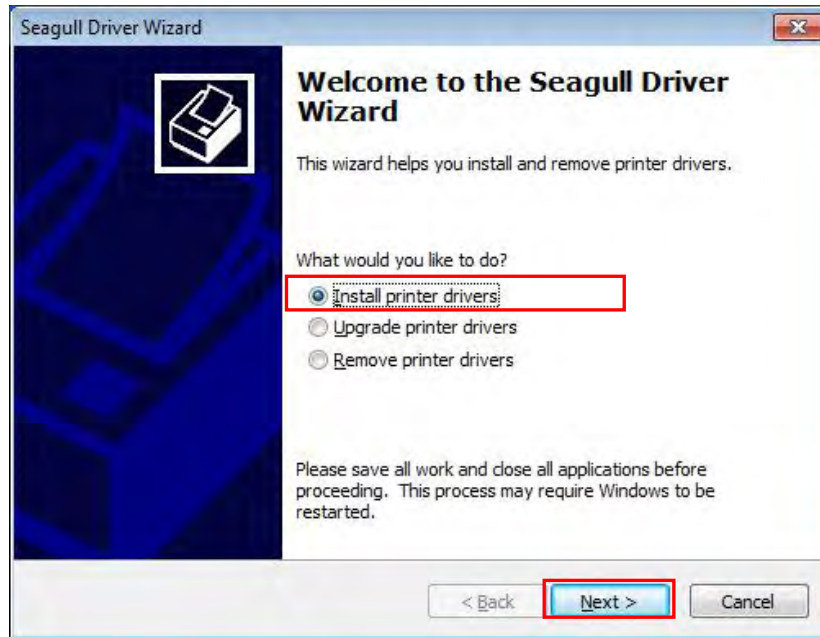 Seagull Driver Wizard
Welcome to the Seagull Driver
Wizard
This wizard helps you install and remove printer drivers.
What would you like to do?
Install printer drivers
Upgrade printer drivers
Remove printer drivers
Please save all work and close all applications before
proceeding. This process may require Windows to be
restarted.
< Back Next > Cancel